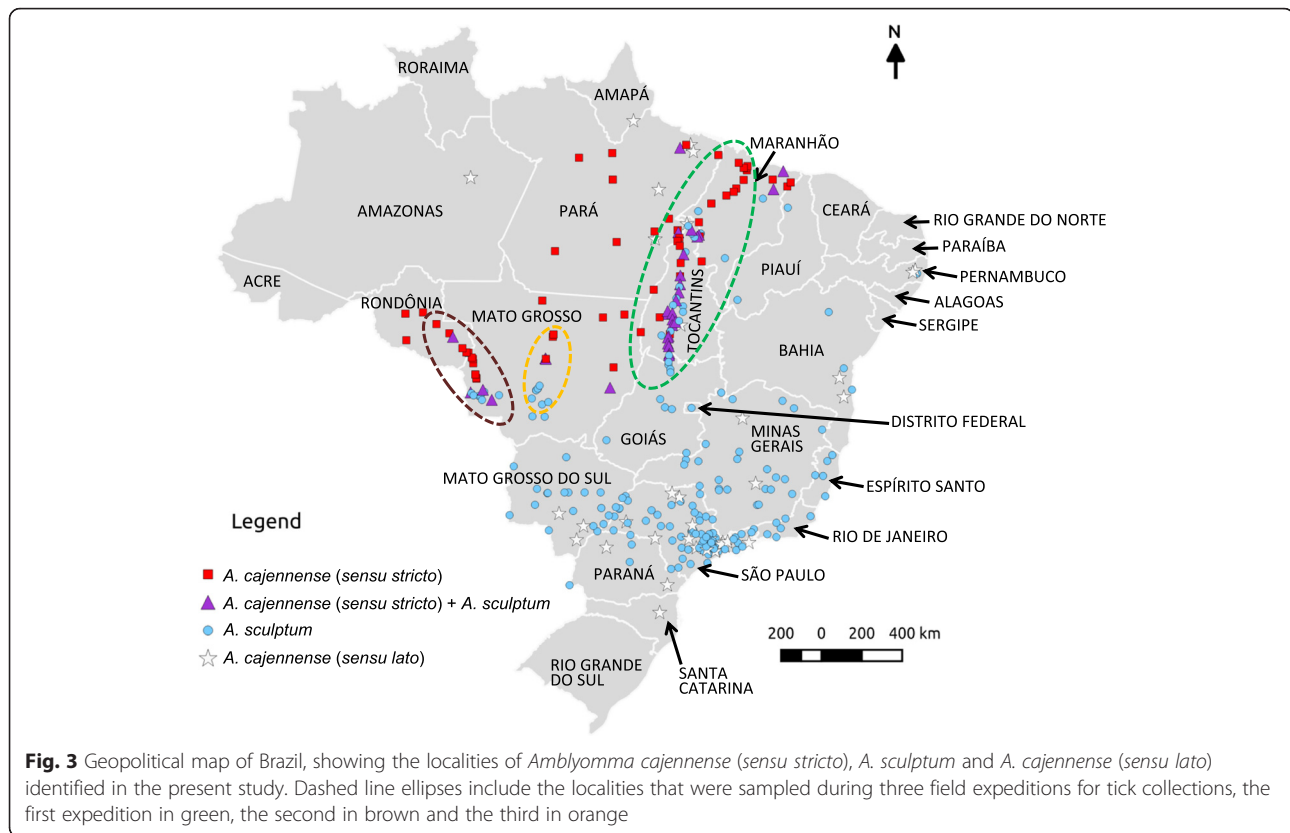 N
RORAIMA
AMAPÁ
MARANHÃO
AMAZONAS
PARÁ
CEARÁ
RIO GRANDE DO NORTE
PARAÍBA
PERNAMBUCO
ALAGOAS
SERGIPE
ACRE
PIAUÍ
TOCANTINS
RONDÔNIA
MATO GROSSO
BAHIA
DISTRITO FEDERAL
GOIÁS
MINAS
GERAIS
MATO GROSSO DO SUL
ESPÍRITO SANTO
RIO DE JANEIRO
SÃO PAULO
PARANÁ
SANTA
CATARINA
RIO GRANDE
DO SUL
Legend
A. cajennense (sensu stricto)
A. cajennense (sensu stricto) + A. sculptum
A. sculptum
A. cajennense (sensu lato)
200 0 200 400 km
Fig. 3 Geopolitical map of Brazil, showing the localities of Amblyomma cajennense (sensu stricto), A. sculptum and A. cajennense (sensu lato)
identified in the present study. Dashed line ellipses include the localities that were sampled during three field expeditions for tick collections, the
first expedition in green, the second in brown and the third in orange